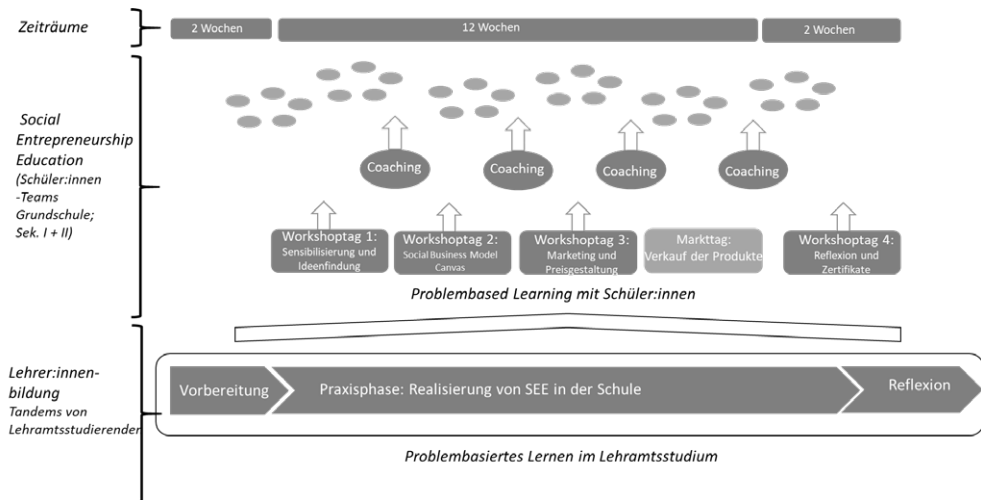 Zeiträume
2 Wochen
12 Wochen
2 Wochen
Social
Entrepreneurship
Education
(Schüler:innen
-Teams
Grundschule;
Sek. I + II)
Coaching
Coaching
Coaching
Coaching
Workshoptag 1:
Sensibilisierung und
Ideenfindung
Workshoptag 2:
Social Business Model
Canvas
Workshoptag 3:
Marketing und
Preisgestaltung
Markttag:
Verkauf der Produkte
Workshoptag 4:
Reflexion und
Zertifikate
Problembased Learning mit Schüler:innen
Lehrer:innen-
bildung
Tandems von
Lehramtsstudierender
Vorbereitung
Praxisphase: Realisierung von SEE in der Schule
Reflexion
Problembasiertes Lernen im Lehramtsstudium